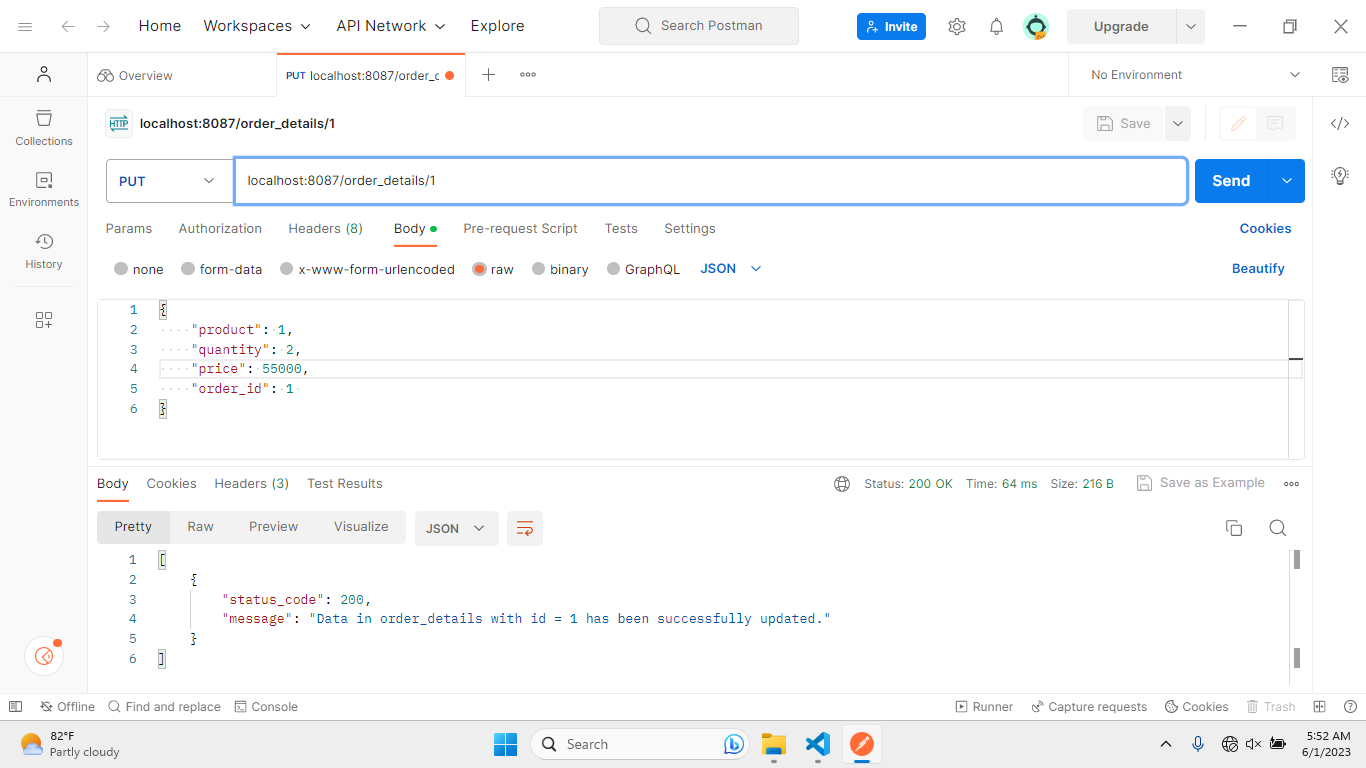 Home Workspaces API Network Explore Search Postman Invite Upgrade
Overview PUT localhost:8087/order_d No Environment
HTTP localhost:8087/order_details/1 Save
Collections
PUT localhost:8087/order_details/1 Send
Environments
Params Authorization Headers (8) Body Pre-request Script Tests Settings Cookies
History
none form-data x-www-form-urlencoded raw binary GraphQL JSON Beautify
1 {
2 "product": 1,
3 "quantity": 2,
4 "price": 55000,
5 "order_id": 1
6 }
Body Cookies Headers (3) Test Results Status: 200 OK Time: 64 ms Size: 216 B Save as Example
Pretty Raw Preview Visualize JSON
1 [
2 {
3 "status_code": 200,
4 "message": "Data in order_details with id = 1 has been successfully updated."
5 }
6 ]
Offline Find and replace Console Runner Capture requests Cookies Trash
82°F
Partly cloudy
Search
5:52 AM
6/1/2023